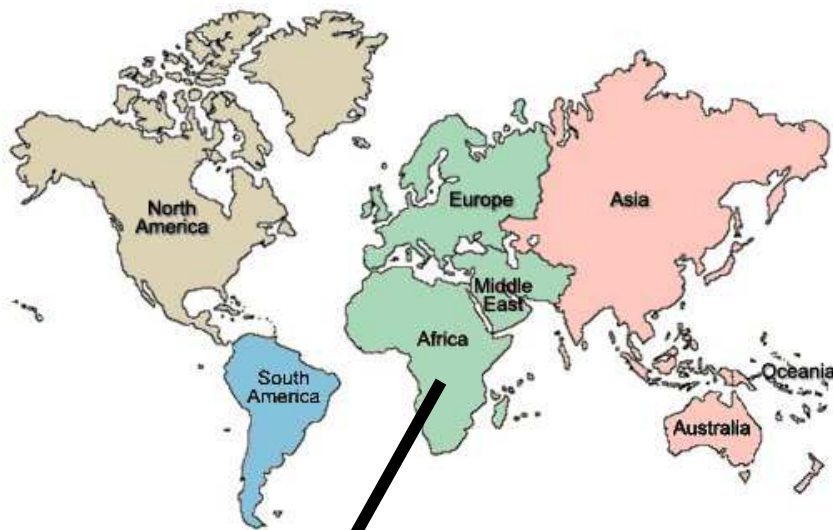 North
America
Europe
Asia
Middle
East
Africa
South
America
Oceania
Australia